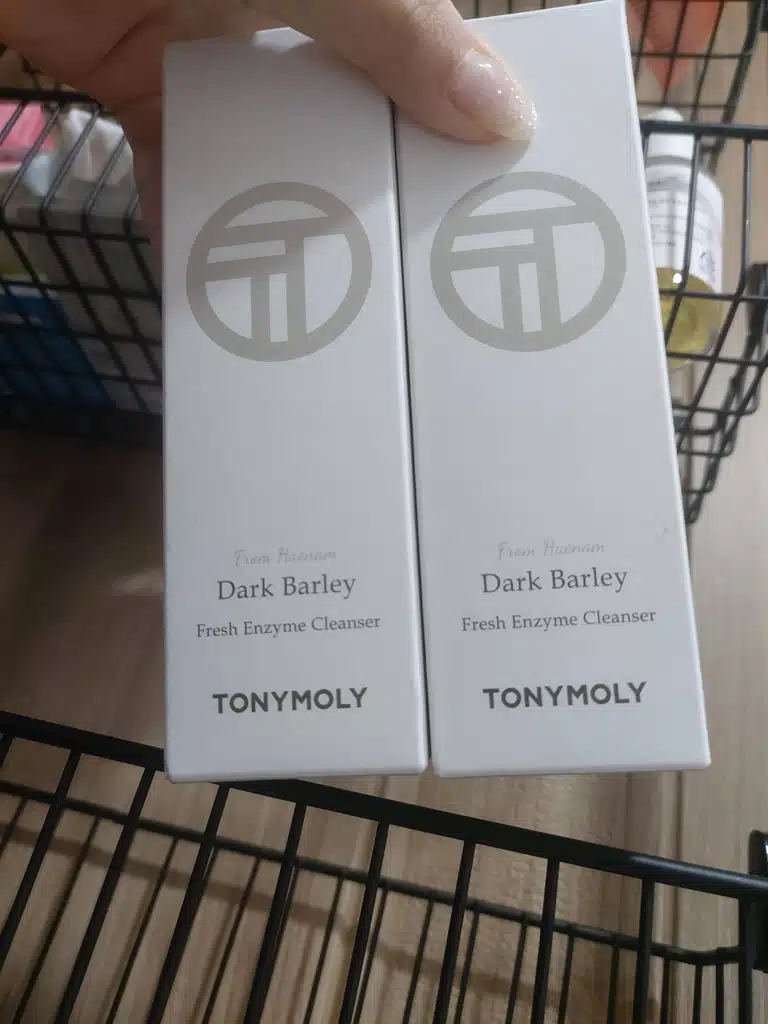 From Haenam
Dark Barley
Fresh Enzyme Cleanser
TONYMOLY
From Haenam
Dark Barley
Fresh Enzyme Cleanser
TONYMOLY